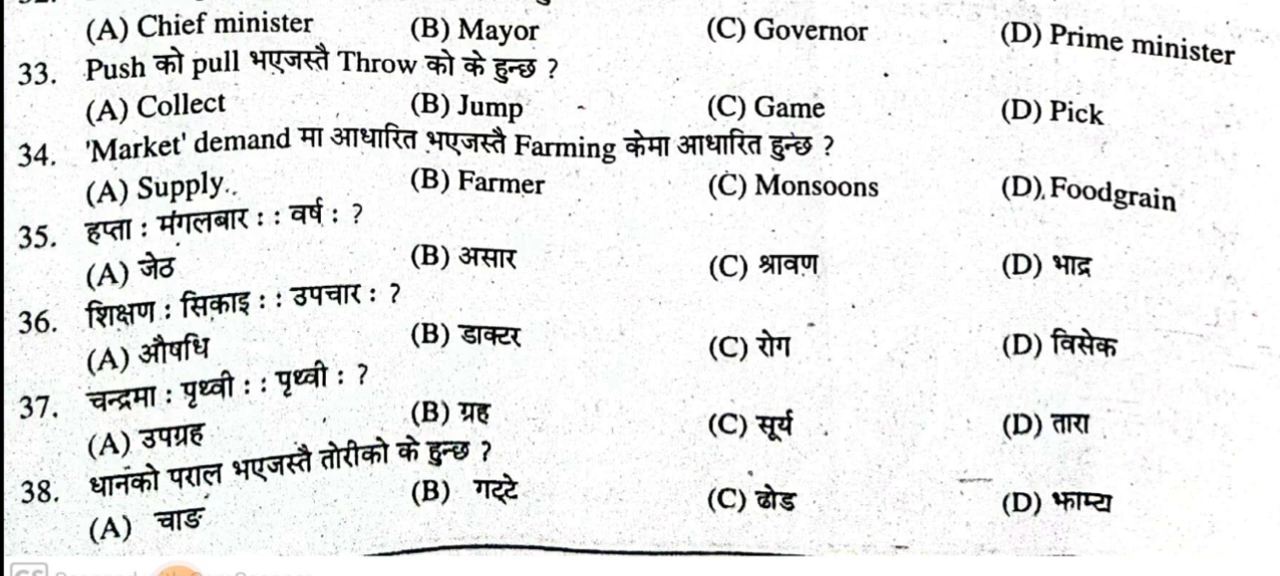 (A) Chief minister (B) Mayor (C) Governor (D) Prime minister
33. Push को pull भएजस्तै Throw को के हुन्छ ?
(A) Collect (B) Jump (C) Game (D) Pick
34. 'Market' demand मा आधारित भएजस्तै Farming केमा आधारित हुन्छ ?
(A) Supply.. (B) Farmer (C) Monsoons (D) Foodgrain
35. हप्ता : मंगलबार : : वर्ष : ?
(A) जेठ (B) असार (C) श्रावण (D) भाद्र
36. शिक्षण : सिकाइ : : उपचार : ?
(A) औषधि (B) डाक्टर (C) रोग (D) विसेक
37. चन्द्रमा : पृथ्वी : : पृथ्वी : ?
(A) उपग्रह (B) ग्रह (C) सूर्य (D) तारा
38. धानको पराल भएजस्तै तोरीको के हुन्छ ?
(A) चाङ (B) गट्टे (C) ढोड (D) झाम्टा